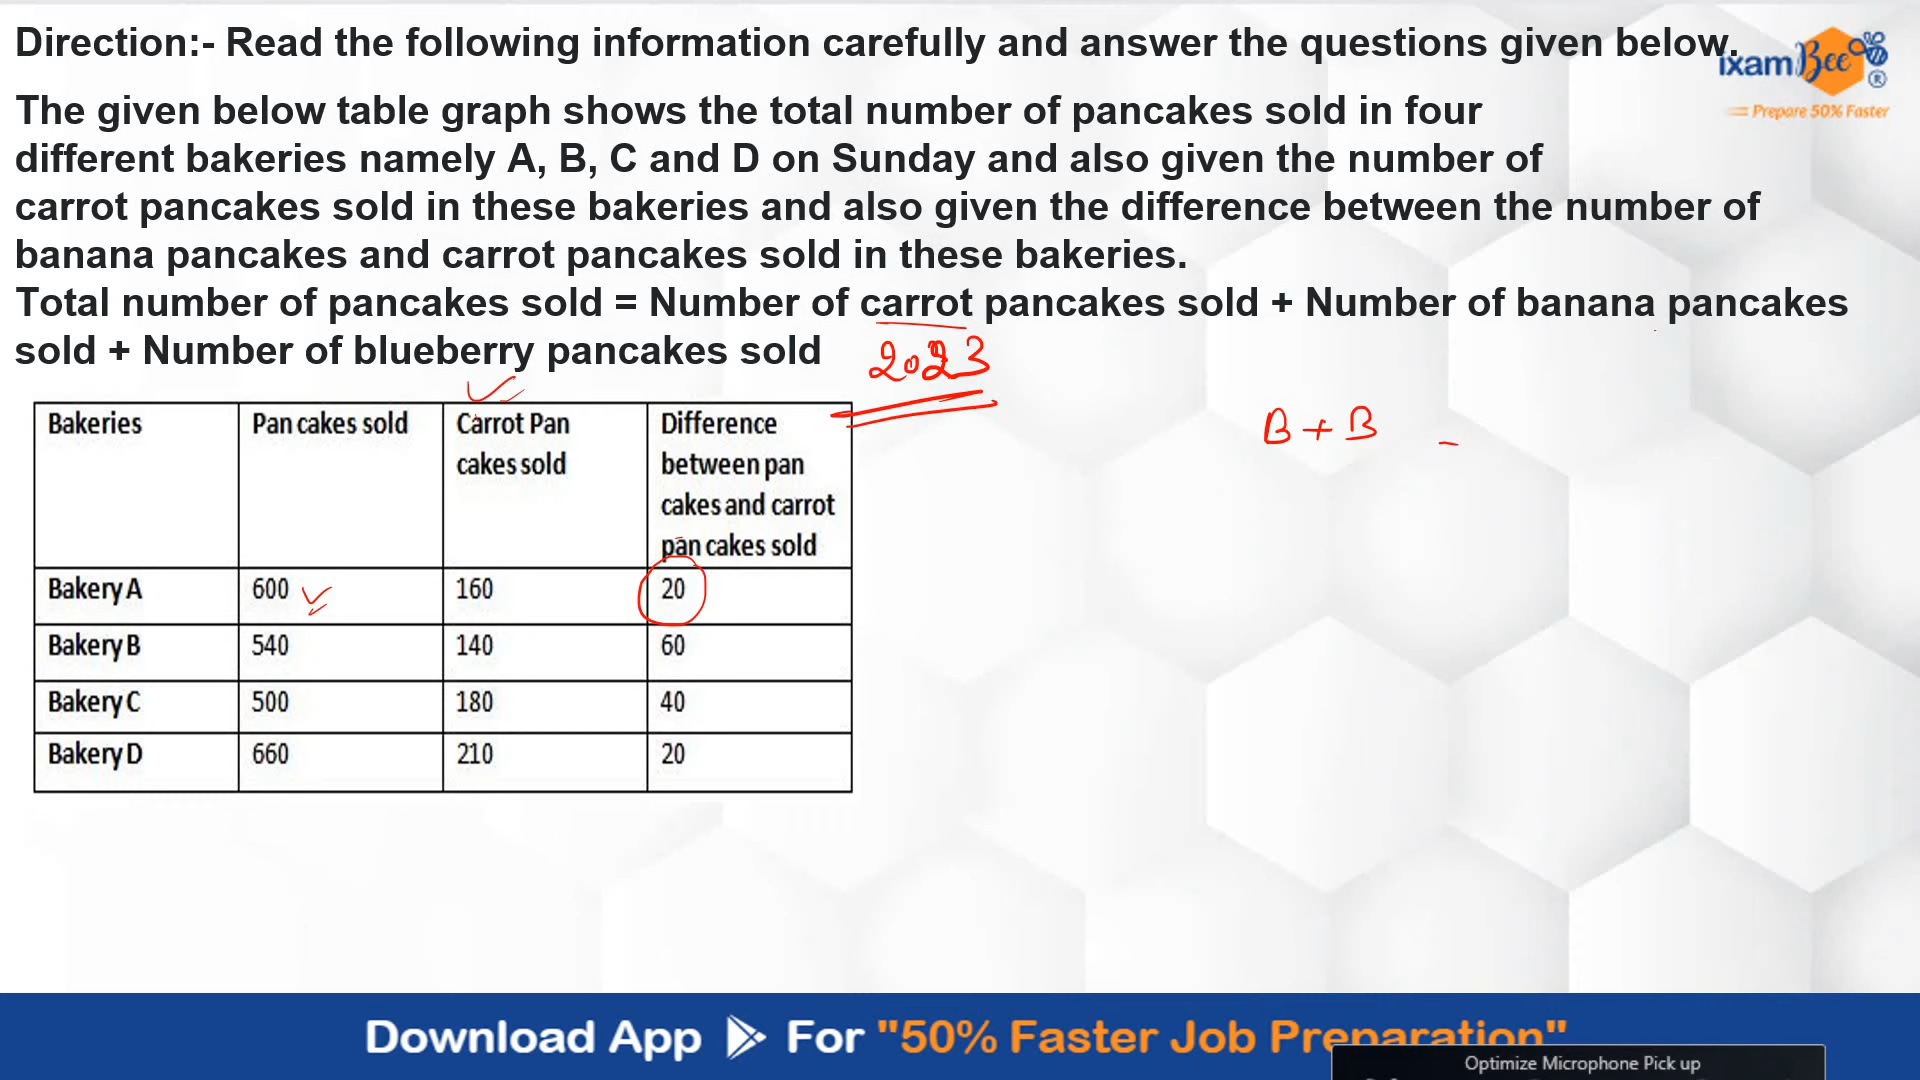 Direction:- Read the following information carefully and answer the questions given below.
ixamBee ®
Prepare 50% Faster
The given below table graph shows the total number of pancakes sold in four
different bakeries namely A, B, C and D on Sunday and also given the number of
carrot pancakes sold in these bakeries and also given the difference between the number of
banana pancakes and carrot pancakes sold in these bakeries.
Total number of pancakes sold = Number of carrot pancakes sold + Number of banana pancakes
sold + Number of blueberry pancakes sold
2023
B + B -
Bakeries Pan cakes sold Carrot Pan Difference
cakes sold between pan
cakes and carrot
pan cakes sold
Bakery A 600 160 20
Bakery B 540 140 60
Bakery C 500 180 40
Bakery D 660 210 20
Download App For "50% Faster Job Preparation"
Optimize Microphone Pick up